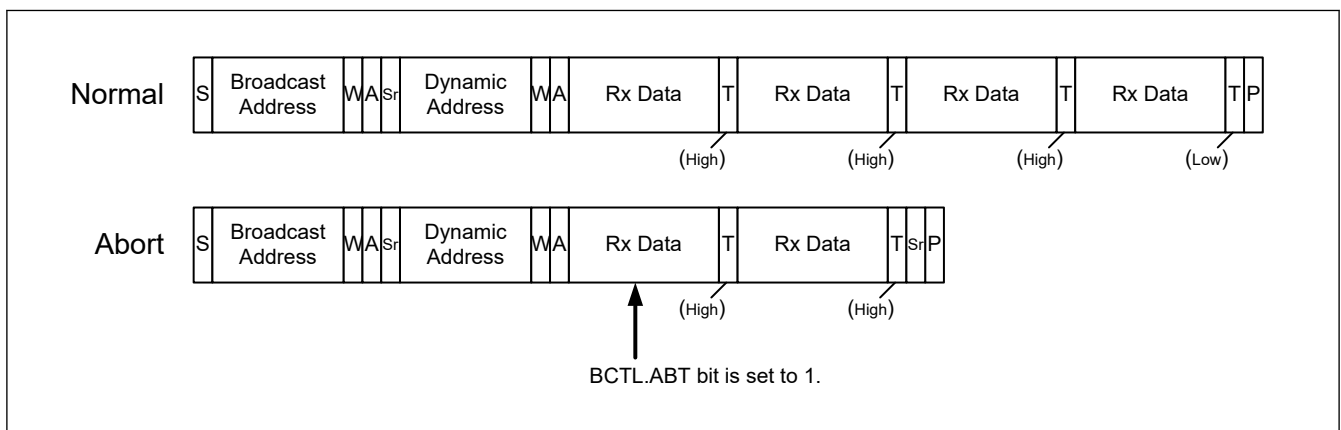 Normal S Broadcast Address W A Sr Dynamic Address W A Rx Data T Rx Data T Rx Data T Rx Data T P
(High) (High) (High) (Low)
Abort S Broadcast Address W A Sr Dynamic Address W A Rx Data T Rx Data T Sr P
(High) (High)
BCTL.ABT bit is set to 1.